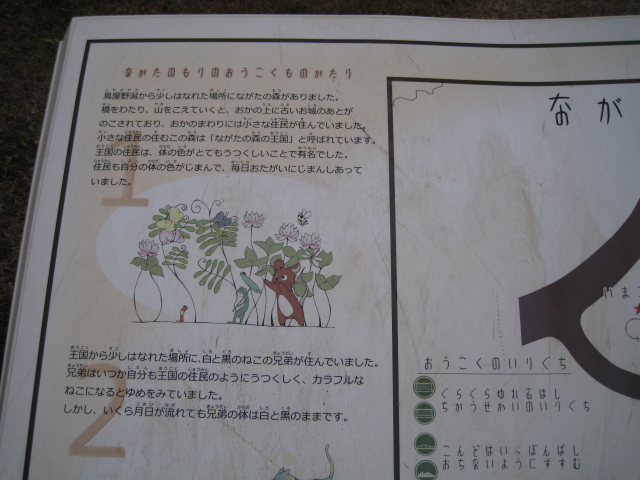 ながたのもりのおうこくものがたり
鳥屋野潟から少しはなれた場所にながたの森がありました。
橋をわたり、山をこえていくと、おかの上に古いお城のあとが
のこされており、おかのまわりには小さな住民が住んでいました。
小さな住民の住むこの森は「ながたの森の王国」と呼ばれています。
王国の住民は、体の色がとてもうつくしいことで有名でした。
住民も自分の体の色がじまんで、毎日おたがいにじまんしあって
いました。
1
王国から少しはなれた場所に、白と黒のねこの兄弟が住んでいました。
兄弟はいつか自分も王国の住民のようにうつくしく、カラフルな
ねこになるとゆめをみていました。
しかし、いくら月日が流れても兄弟の体は白と黒のままです。
2
なが
やまご
おうこくのいりぐち
くらくらゆれるはし
ちがうせかいのいりぐち
こんどはいっぽんばし
おちないようにすすむ